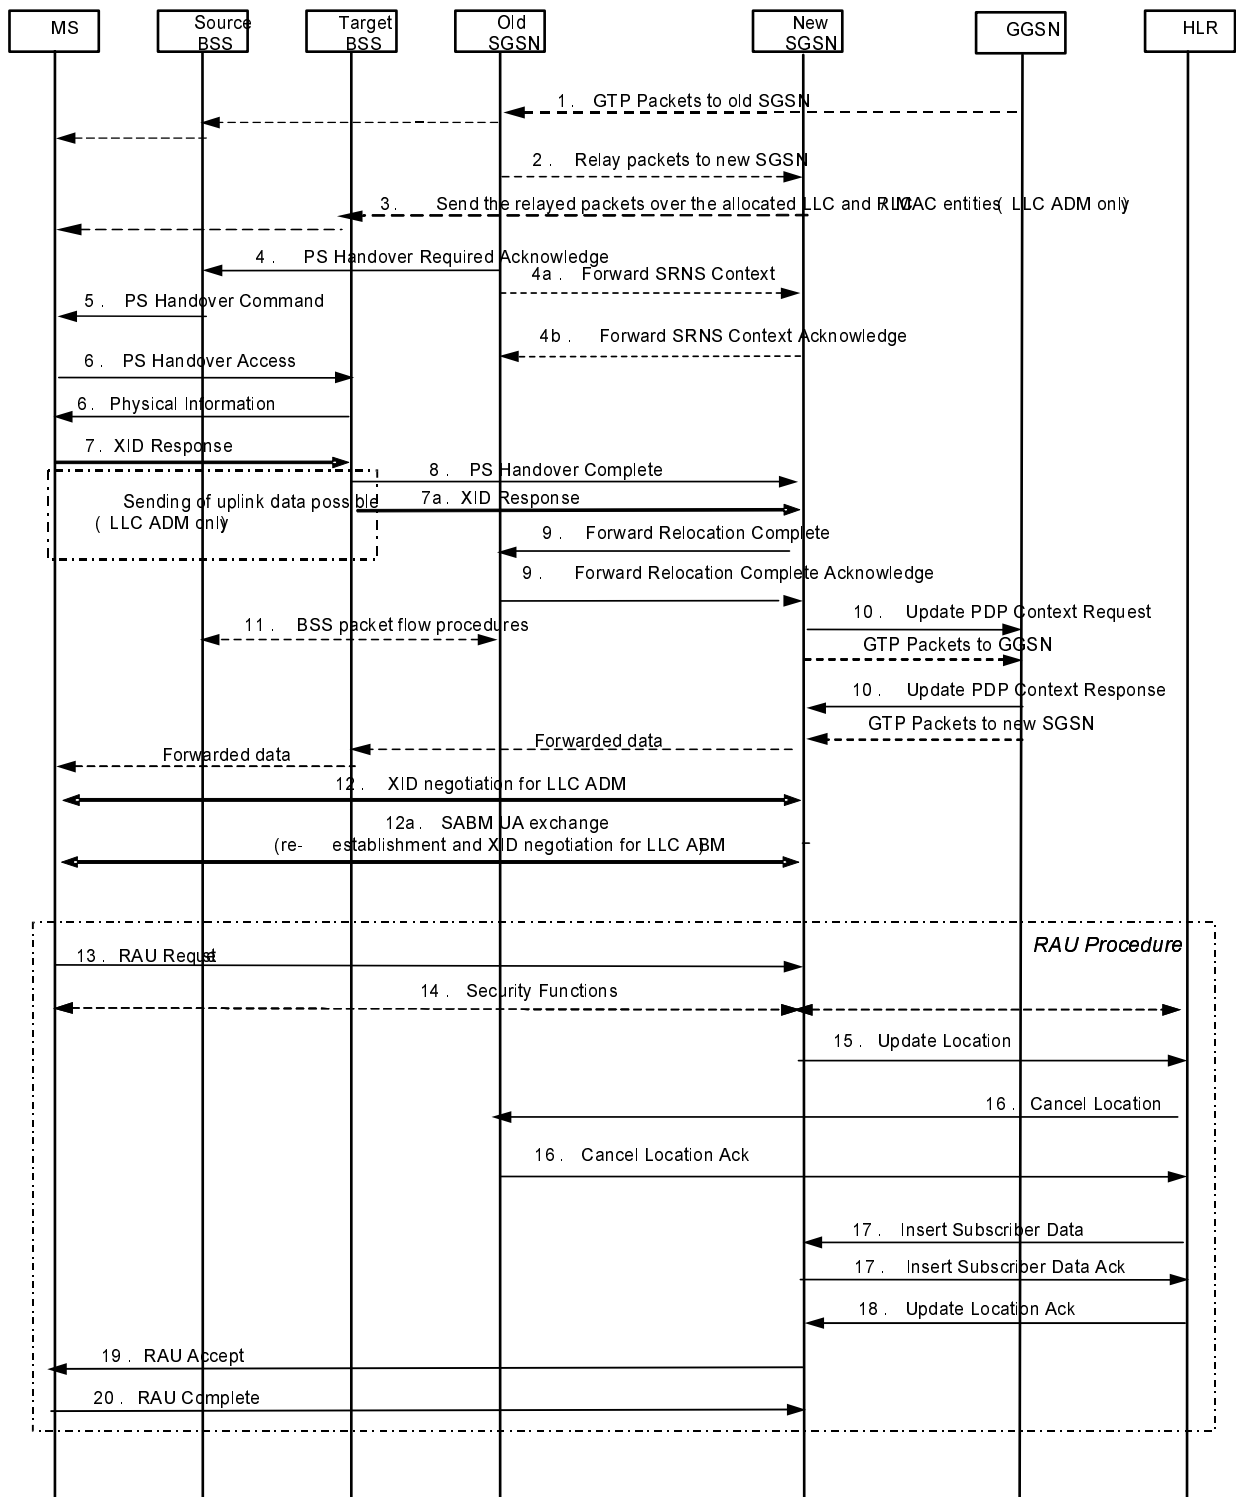 MS
Source
BSS
Target
BSS
Old
SGSN
New
SGSN
GGSN
HLR
1. GTP Packets to old SGSN
2. Relay packets to new SGSN
3. Send the relayed packets over the allocated LLC and RLC/MAC entities (LLC ADM only)
4. PS Handover Required Acknowledge
4a. Forward SRNS Context
5. PS Handover Command
4b. Forward SRNS Context Acknowledge
6. PS Handover Access
6. Physical Information
7. XID Response
8. PS Handover Complete
Sending of uplink data possible
(LLC ADM only)
7a. XID Response
9. Forward Relocation Complete
9. Forward Relocation Complete Acknowledge
10. Update PDP Context Request
11. BSS packet flow procedures
GTP Packets to GGSN
10. Update PDP Context Response
GTP Packets to new SGSN
Forwarded data
Forwarded data
12. XID negotiation for LLC ADM
12a. SABM UA exchange
(re-establishment and XID negotiation for LLC ABM)
RAU Procedure
13. RAU Request
14. Security Functions
15. Update Location
16. Cancel Location
16. Cancel Location Ack
17. Insert Subscriber Data
17. Insert Subscriber Data Ack
18. Update Location Ack
19. RAU Accept
20. RAU Complete